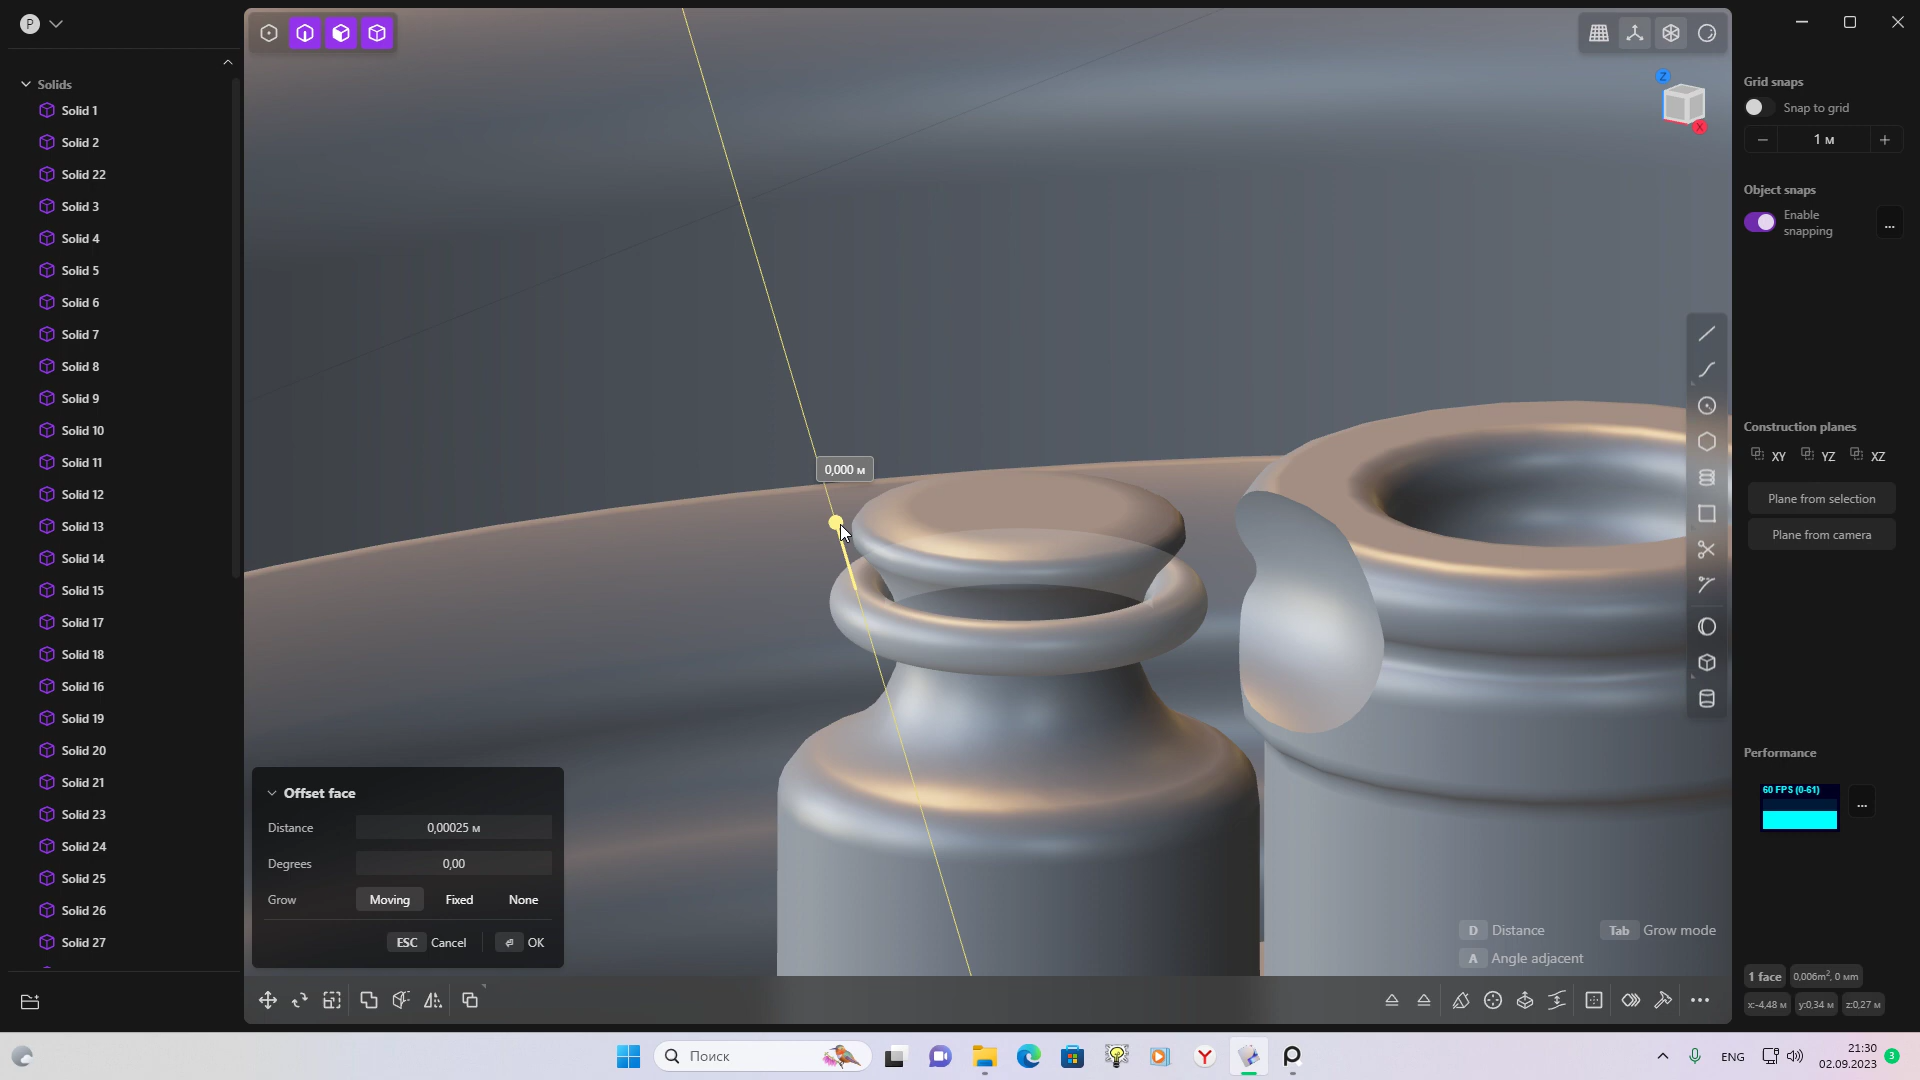 P
Solids
Solid 1
Solid 2
Solid 22
Solid 3
Solid 4
Solid 5
Solid 6
Solid 7
Solid 8
Solid 9
Solid 10
Solid 11
Solid 12
Solid 13
Solid 14
Solid 15
Solid 17
Solid 18
Solid 16
Solid 19
Solid 20
Solid 21
Solid 23
Solid 24
Solid 25
Solid 26
Solid 27
0,000 м
Offset face
Distance 0,00025 м
Degrees 0,00
Grow Moving Fixed None
ESC Cancel OK
D Distance Tab Grow mode
A Angle adjacent
Z
X
Grid snaps
Snap to grid
− 1 м +
Object snaps
Enable
snapping
...
Construction planes
XY YZ XZ
Plane from selection
Plane from camera
Performance
60 FPS (0-61)
...
1 face 0,006m², 0 мm
x:-4,48 м y:0,34 м z:0,27 м
Поиск
ENG
21:30
02.09.2023
3